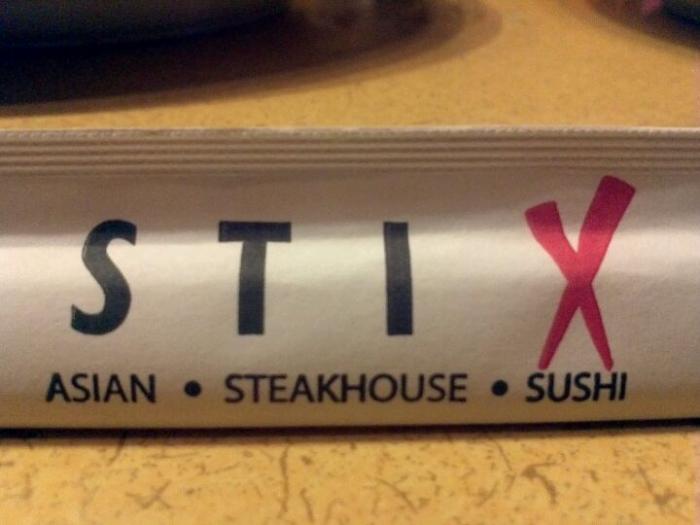 STIX
ASIAN • STEAKHOUSE • SUSHI